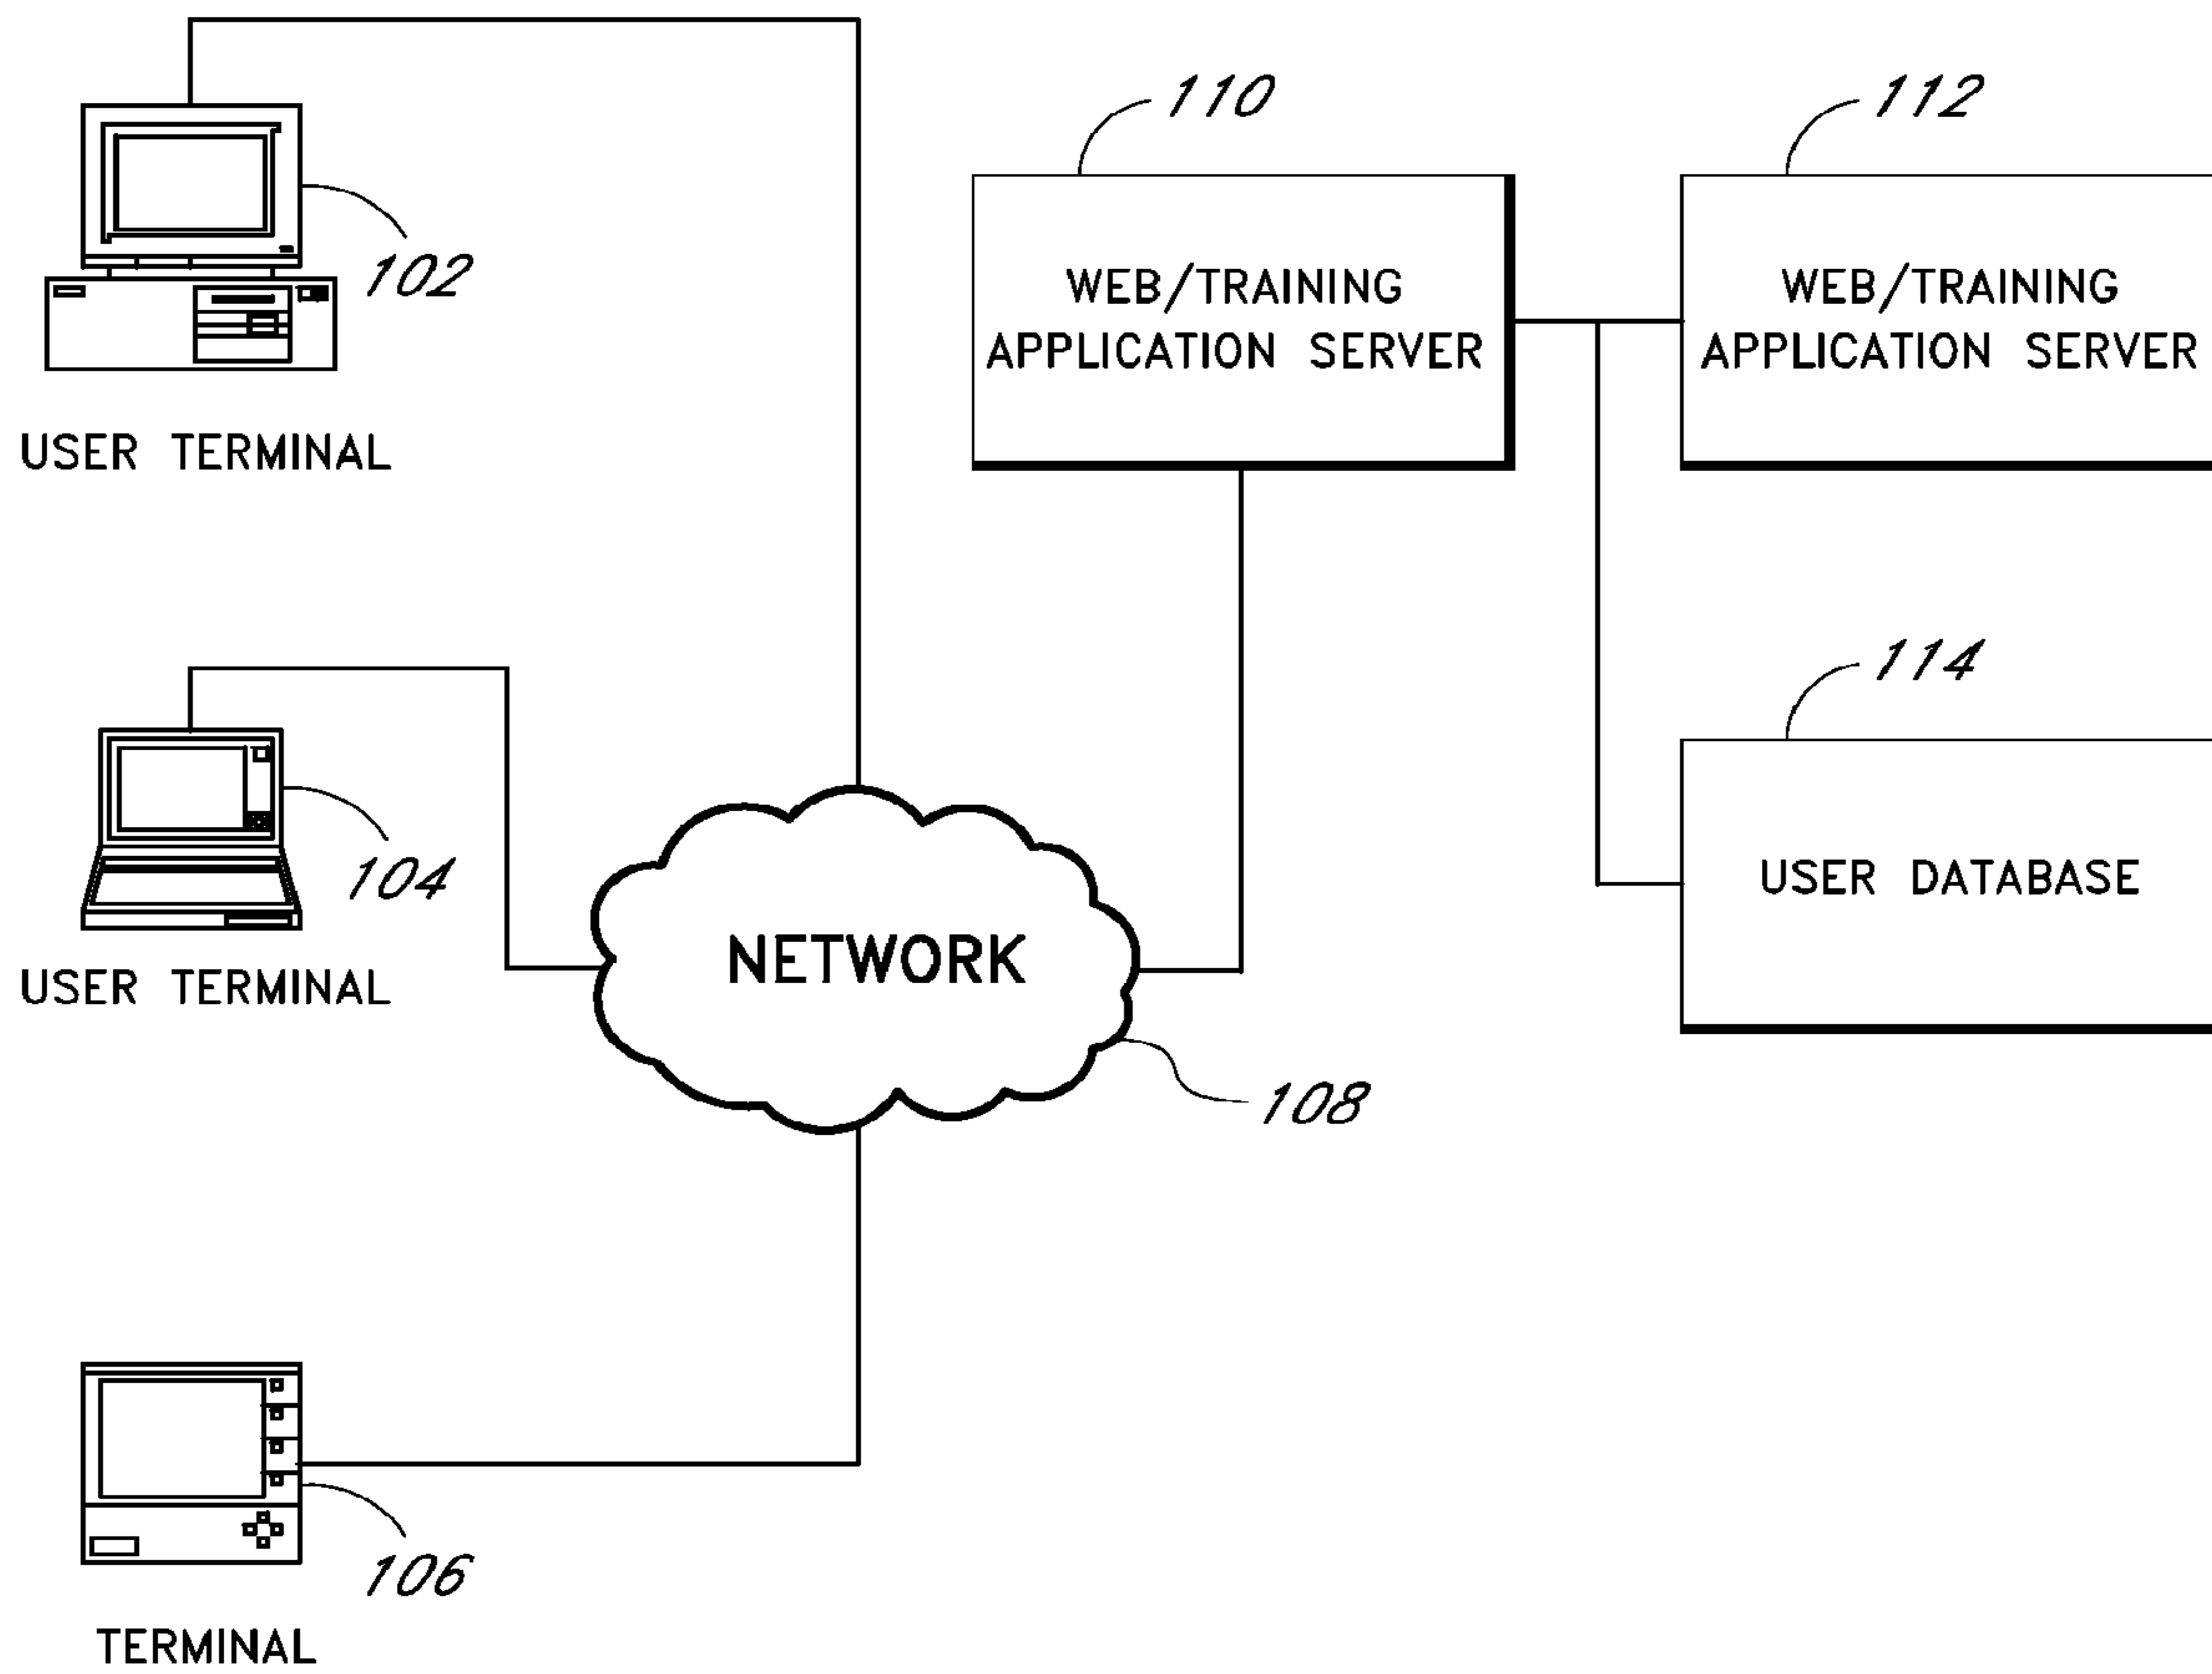 110
112
102
WEB/TRAINING
APPLICATION SERVER
WEB/TRAINING
APPLICATION SERVER
USER TERMINAL
114
104
USER DATABASE
NETWORK
USER TERMINAL
108
106
TERMINAL